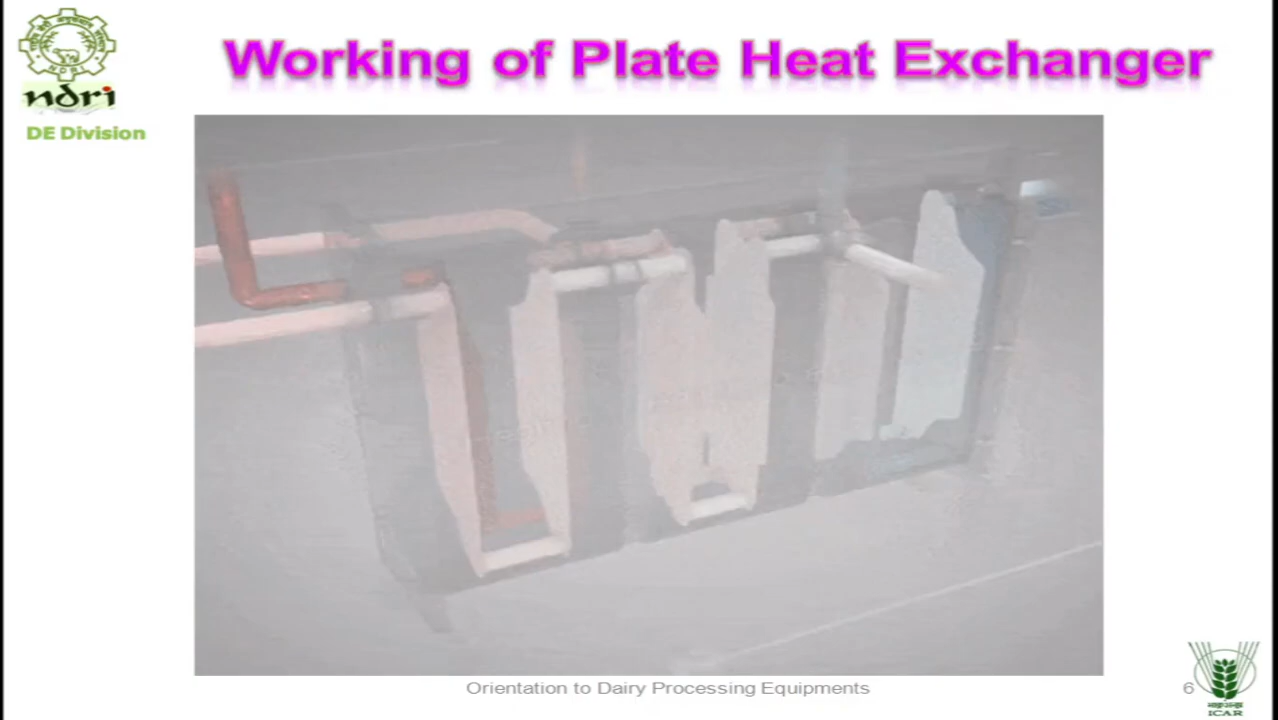 Working of Plate Heat Exchanger
ndri
DE Division
Orientation to Dairy Processing Equipments
6
ICAR